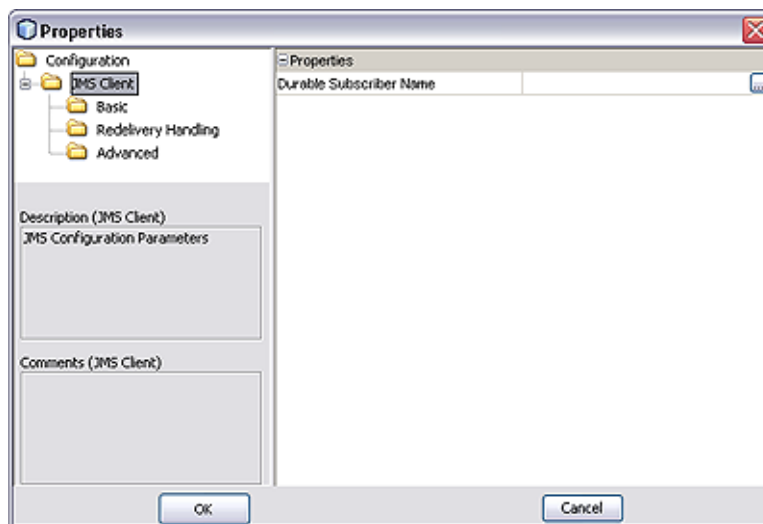 Properties
Configuration
JMS Client
Basic
Redelivery Handling
Advanced
Properties
Durable Subscriber Name
...
Description (JMS Client)
JMS Configuration Parameters
Comments (JMS Client)
OK
Cancel